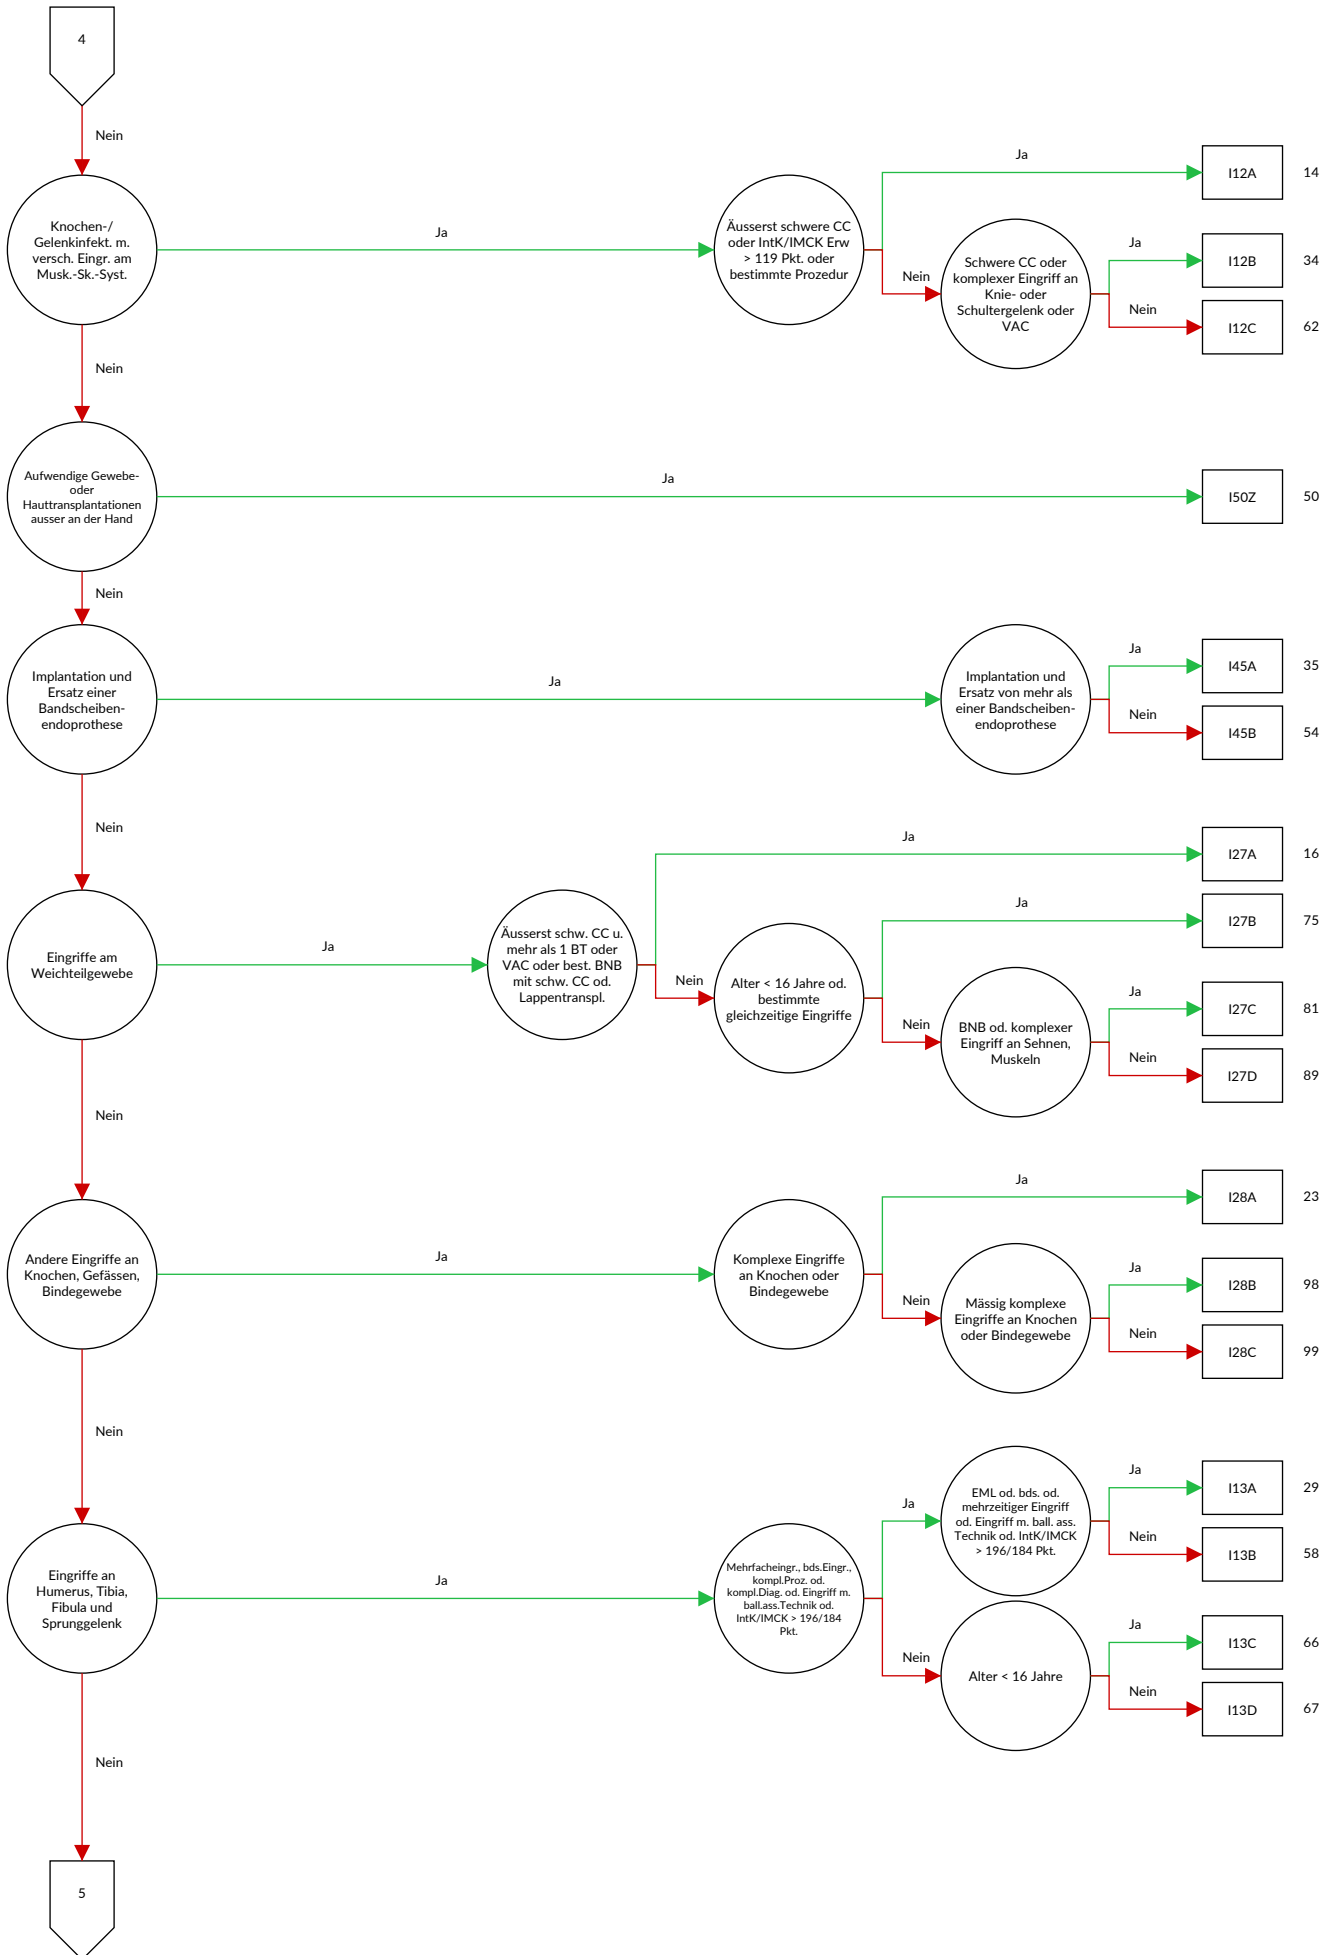 4
Nein
Knochen-/
Gelenkinfekt. m.
versch. Eingr. am
Musk.-Sk.-Syst.
Ja
Äusserst schwere CC
oder IntK/IMCK Erw
> 119 Pkt. oder
bestimmte Prozedur
Ja
I12A
14
Nein
Schwere CC oder
komplexer Eingriff an
Knie- oder
Schultergelenk oder
VAC
Ja
I12B
34
Nein
I12C
62
Nein
Aufwendige Gewebe-
oder
Hauttransplantationen
ausser an der Hand
Ja
I50Z
50
Nein
Implantation und
Ersatz einer
Bandscheiben-
endoprothese
Ja
Implantation und
Ersatz von mehr als
einer Bandscheiben-
endoprothese
Ja
I45A
35
Nein
I45B
54
Nein
Eingriffe am
Weichteilgewebe
Ja
Äusserst schw. CC u.
mehr als 1 BT oder
VAC oder best. BNB
mit schw. CC od.
Lappentranspl.
Ja
I27A
16
Nein
Alter < 16 Jahre od.
bestimmte
gleichzeitige Eingriffe
Ja
I27B
75
Nein
BNB od. komplexer
Eingriff an Sehnen,
Muskeln
Ja
I27C
81
Nein
I27D
89
Nein
Andere Eingriffe an
Knochen, Gefässen,
Bindegewebe
Ja
Komplexe Eingriffe
an Knochen oder
Bindegewebe
Ja
I28A
23
Nein
Mässig komplexe
Eingriffe an Knochen
oder Bindegewebe
Ja
I28B
98
Nein
I28C
99
Nein
Eingriffe an
Humerus, Tibia,
Fibula und
Sprunggelenk
Ja
Mehrfacheingr., bds.Eingr.,
kompl.Proz. od.
kompl.Diag. od. Eingriff m.
ball.ass.Technik od.
IntK/IMCK > 196/184
Pkt.
Ja
EML od. bds. od.
mehrzeitiger Eingriff
od. Eingriff m. ball. ass.
Technik od. IntK/IMCK
> 196/184 Pkt.
Ja
I13A
29
Nein
I13B
58
Nein
Alter < 16 Jahre
Ja
I13C
66
Nein
I13D
67
Nein
5